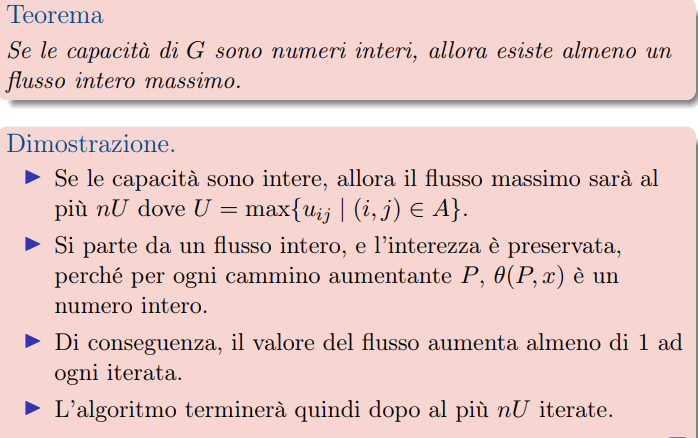 Teorema
Se le capacità di G sono numeri interi, allora esiste almeno un
flusso intero massimo.
Dimostrazione.
▶ Se le capacità sono intere, allora il flusso massimo sarà al
più nU dove U = max{u_{ij} | (i, j) ∈ A}.
▶ Si parte da un flusso intero, e l'interezza è preservata,
perché per ogni cammino aumentante P, θ(P, x) è un
numero intero.
▶ Di conseguenza, il valore del flusso aumenta almeno di 1 ad
ogni iterata.
▶ L'algoritmo terminerà quindi dopo al più nU iterate.